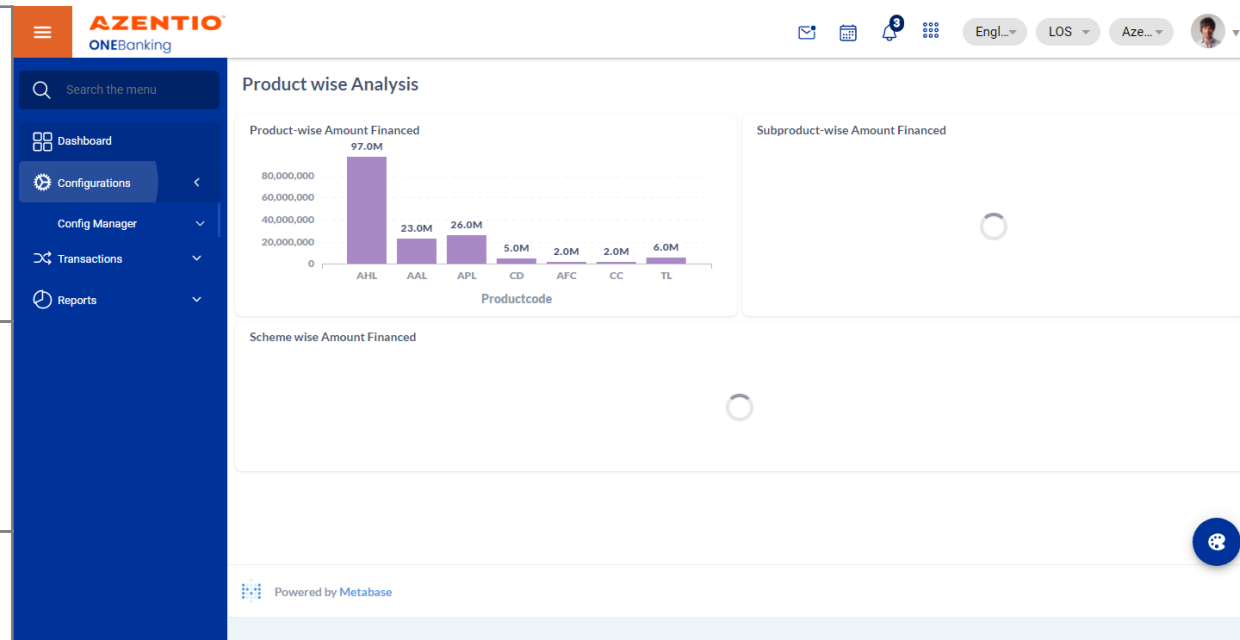 AZENTIO
ONEBanking
3
Engl...
LOS
Aze...
Search the menu
Dashboard
Configurations
Config Manager
Transactions
Reports
Product wise Analysis
Product-wise Amount Financed
97.0M
80,000,000
60,000,000
40,000,000
20,000,000
0
23.0M
26.0M
5.0M
2.0M
2.0M
6.0M
AHL AAL APL CD AFC CC TL
Productcode
Subproduct-wise Amount Financed
Scheme wise Amount Financed
Powered by Metabase